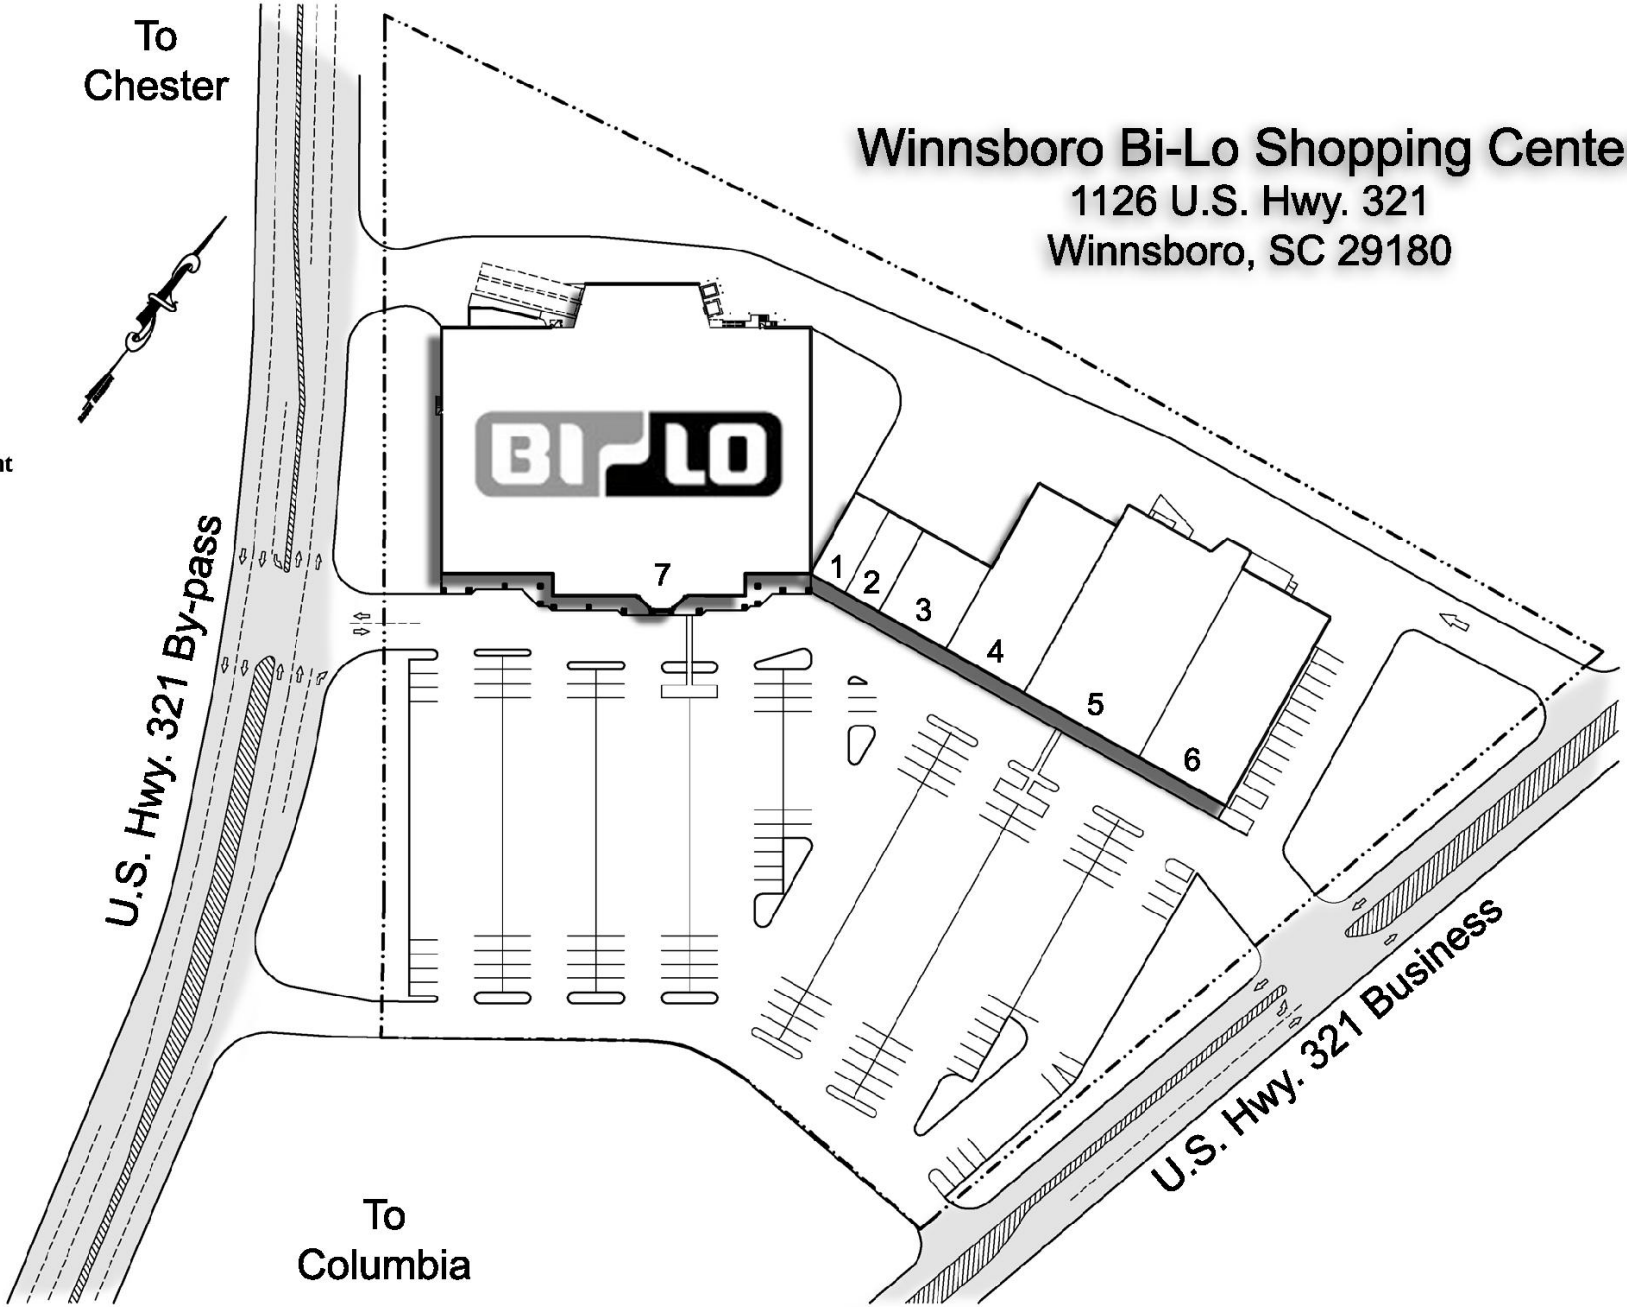 To
Chester
Winnsboro Bi-Lo Shopping Cente
1126 U.S. Hwy. 321
Winnsboro, SC 29180
BI-LO
nt
7
1
2
3
4
5
6
U.S. Hwy. 321 By-pass
U.S. Hwy. 321 Business
To
Columbia